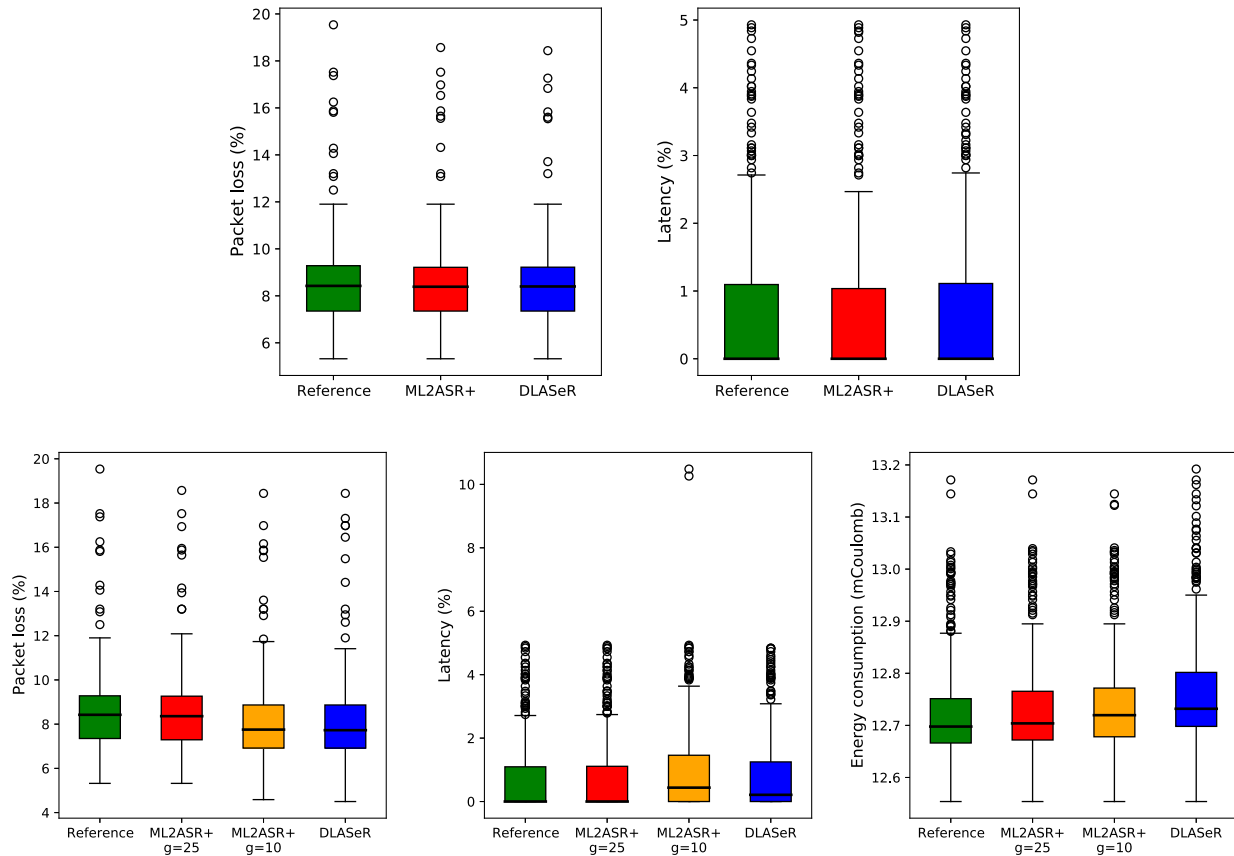 Packet loss (%)
20
18
16
14
12
10
8
6
Reference ML2ASR+ DLASeR
Latency (%)
5
4
3
2
1
0
Reference ML2ASR+ DLASeR
Packet loss (%)
20
18
16
14
12
10
8
6
4
Reference ML2ASR+ ML2ASR+ DLASeR
g=25 g=10
Latency (%)
10
8
6
4
2
0
Reference ML2ASR+ ML2ASR+ DLASeR
g=25 g=10
Energy consumption (mCoulomb)
13.2
13.1
13.0
12.9
12.8
12.7
12.6
Reference ML2ASR+ ML2ASR+ DLASeR
g=25 g=10